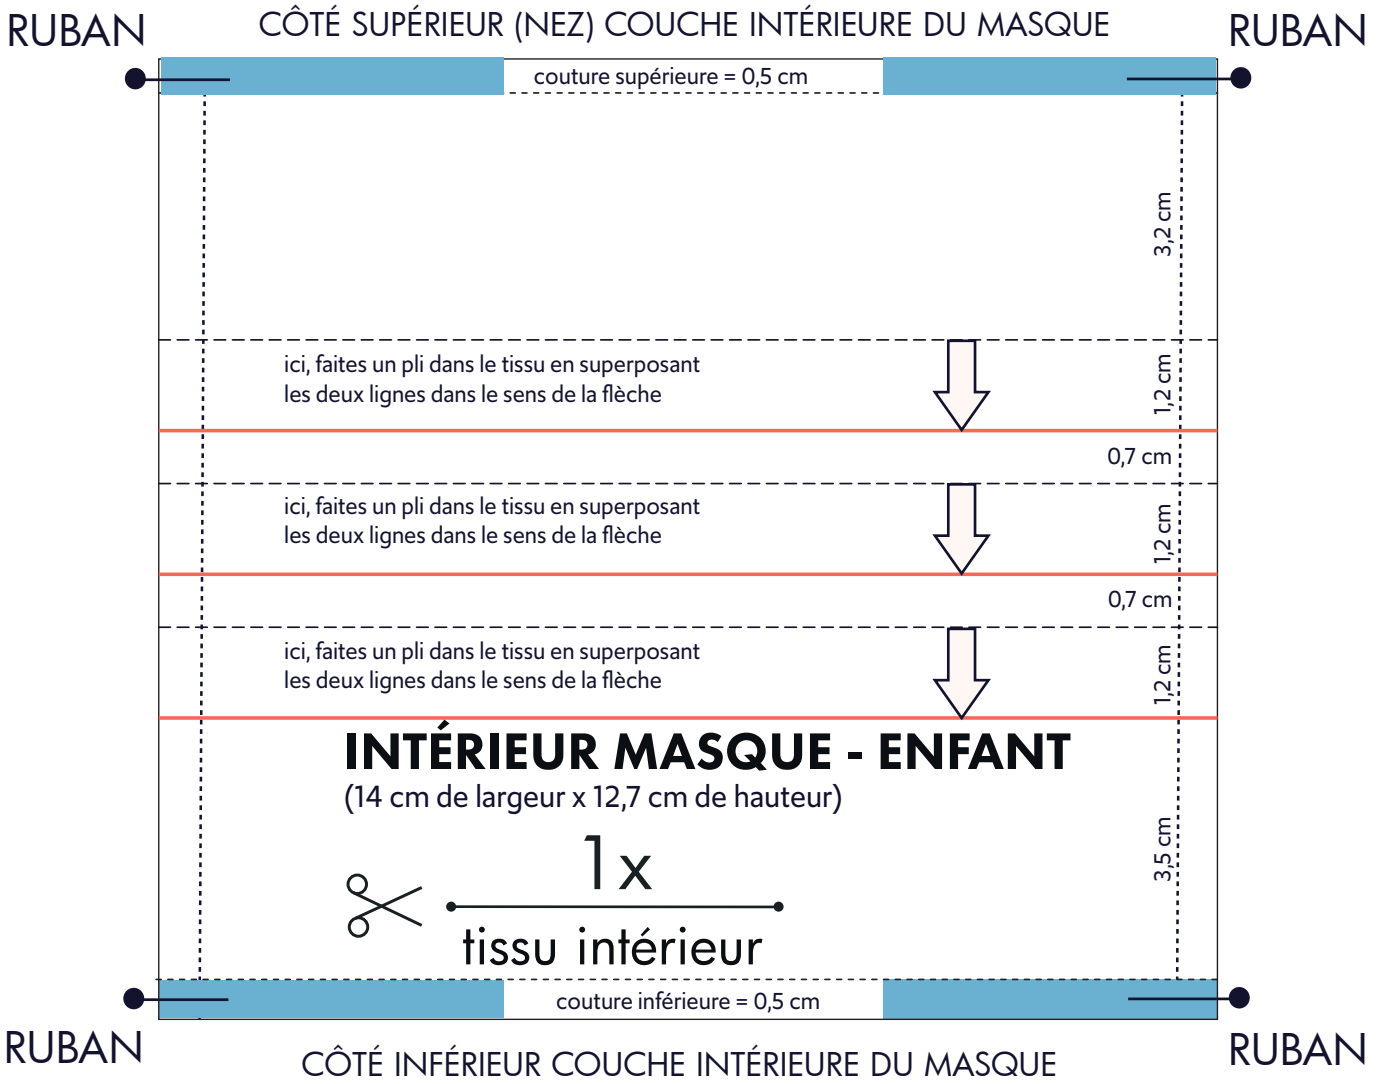 RUBAN
CÔTÉ SUPÉRIEUR (NEZ) COUCHE INTÉRIEURE DU MASQUE
RUBAN
couture supérieure = 0,5 cm
3,2 cm
ici, faites un pli dans le tissu en superposant
les deux lignes dans le sens de la flèche
1,2 cm
0,7 cm
ici, faites un pli dans le tissu en superposant
les deux lignes dans le sens de la flèche
1,2 cm
0,7 cm
ici, faites un pli dans le tissu en superposant
les deux lignes dans le sens de la flèche
1,2 cm
INTÉRIEUR MASQUE - ENFANT
(14 cm de largeur x 12,7 cm de hauteur)
1x
tissu intérieur
3,5 cm
couture inférieure = 0,5 cm
RUBAN
CÔTÉ INFÉRIEUR COUCHE INTÉRIEURE DU MASQUE
RUBAN